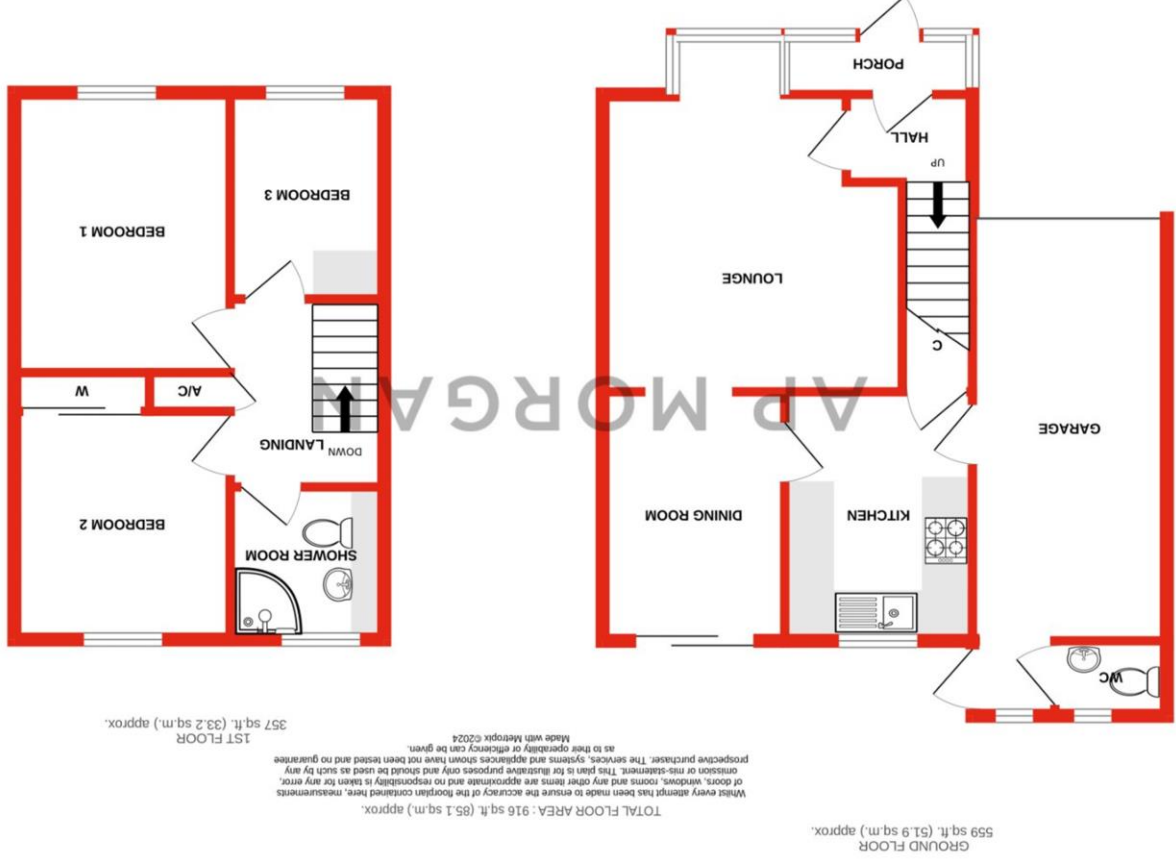 GROUND FLOOR
559 sq.ft. (51.9 sq.m.) approx.
1ST FLOOR
357 sq.ft. (33.2 sq.m.) approx.
WC
GARAGE
KITCHEN
DINING ROOM
C
LOUNGE
UP
HALL
PORCH
SHOWER ROOM
BEDROOM 2
DOWN
LANDING
A/C
W
BEDROOM 1
BEDROOM 3
AP MORGAN
TOTAL FLOOR AREA : 916 sq.ft. (85.1 sq.m.) approx.
Whilst every attempt has been made to ensure the accuracy of the floorplan contained here, measurements
of doors, windows, rooms and any other items are approximate and no responsibility is taken for any error,
omission or mis-statement. This plan is for illustrative purposes only and should be used as such by any
prospective purchaser. The services, systems and appliances shown have not been tested and no guarantee
as to their operability or efficiency can be given.
Made with Metropix ©2024